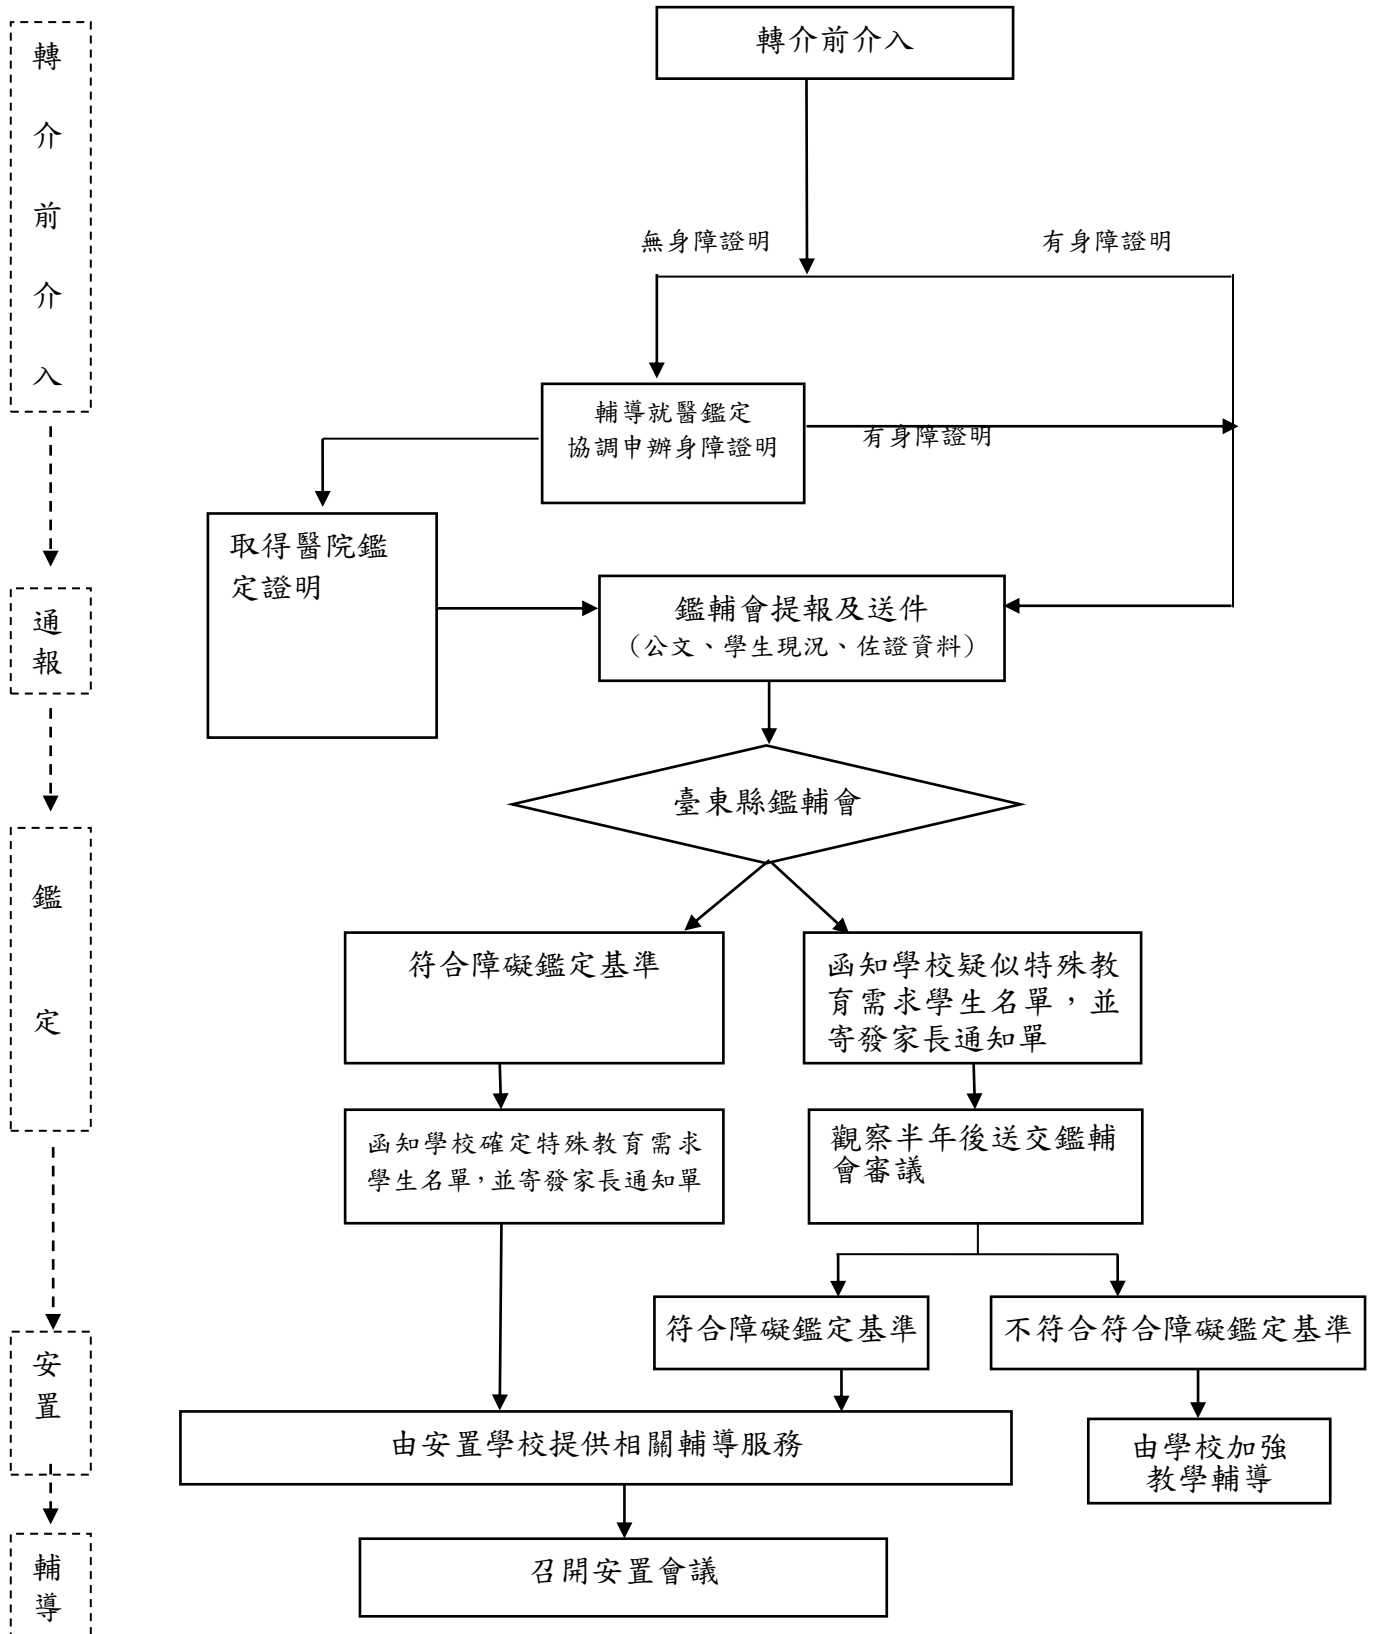 轉介前介入
通報
鑑定
安置
輔導
轉介前介入
無身障證明
有身障證明
輔導就醫鑑定
協調申辦身障證明
有身障證明
取得醫院鑑
定證明
鑑輔會提報及送件
（公文、學生現況、佐證資料）
臺東縣鑑輔會
符合障礙鑑定基準
函知學校疑似特殊教
育需求學生名單，並
寄發家長通知單
函知學校確定特殊教育需求
學生名單，並寄發家長通知單
觀察半年後送交鑑輔
會審議
符合障礙鑑定基準
不符合符合障礙鑑定基準
由安置學校提供相關輔導服務
由學校加強
教學輔導
召開安置會議